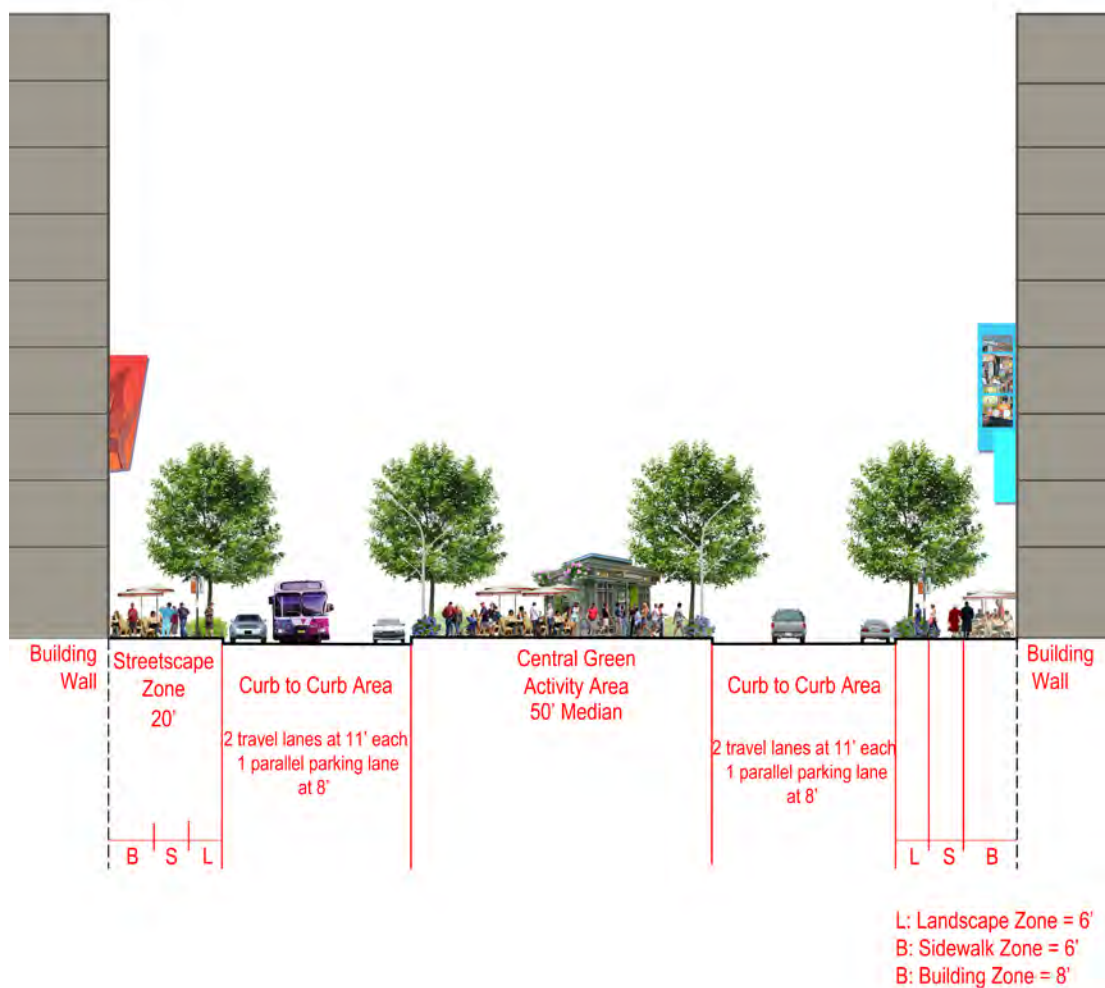 Building
Wall
Streetscape
Zone
20'
Curb to Curb Area
2 travel lanes at 11' each
1 parallel parking lane
at 8'
Central Green
Activity Area
50' Median
Curb to Curb Area
2 travel lanes at 11' each
1 parallel parking lane
at 8'
Building
Wall
B S L
L S B
L: Landscape Zone = 6'
B: Sidewalk Zone = 6'
B: Building Zone = 8'